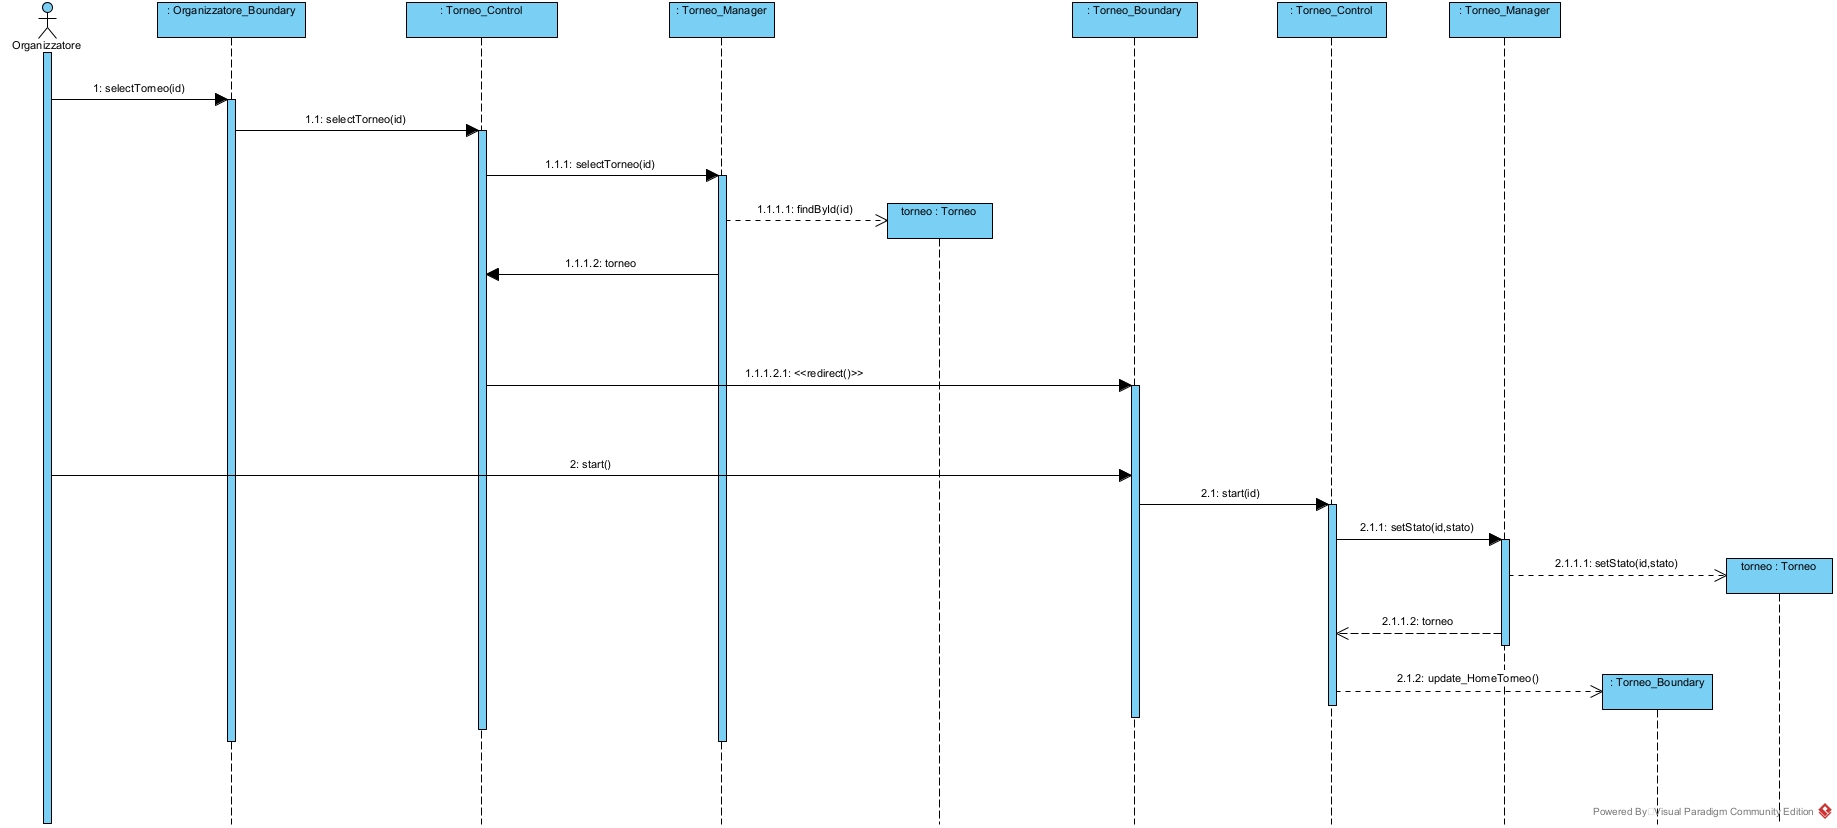 : Organizzatore_Boundary
: Torneo_Control
: Torneo_Manager
: Torneo_Boundary
: Torneo_Control
: Torneo_Manager
Organizzatore
1: selectTorneo(id)
1.1: selectTorneo(id)
1.1.1: selectTorneo(id)
1.1.1.1: findById(id)
torneo : Torneo
1.1.1.2: torneo
1.1.1.2.1: <<redirect()>>
2: start()
2.1: start(id)
2.1.1: setStato(id,stato)
2.1.1.1: setStato(id,stato)
torneo : Torneo
2.1.1.2: torneo
2.1.2: update_HomeTorneo()
: Torneo_Boundary
Powered By Visual Paradigm Community Edition